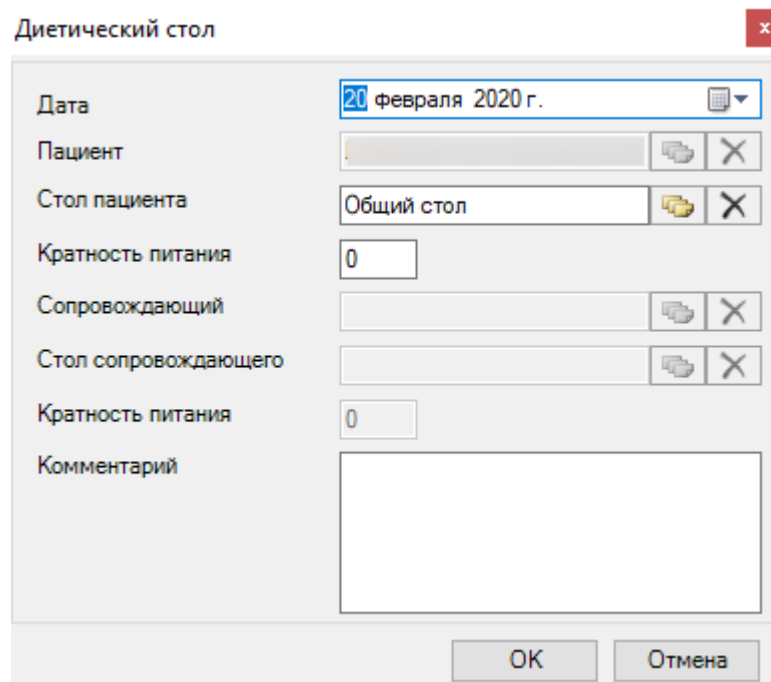 Диетический стол
x
Дата 20 февраля 2020 г.
Пациент
Стол пациента Общий стол
Кратность питания 0
Сопровождающий
Стол сопровождающего
Кратность питания 0
Комментарий
OK Отмена